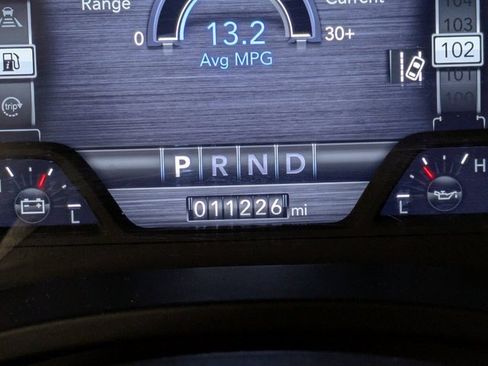 Range
Current
0
13.2
30+
Avg MPG
trip
104
103
102
101
100
P R N D
H
L
011226 mi
H
L